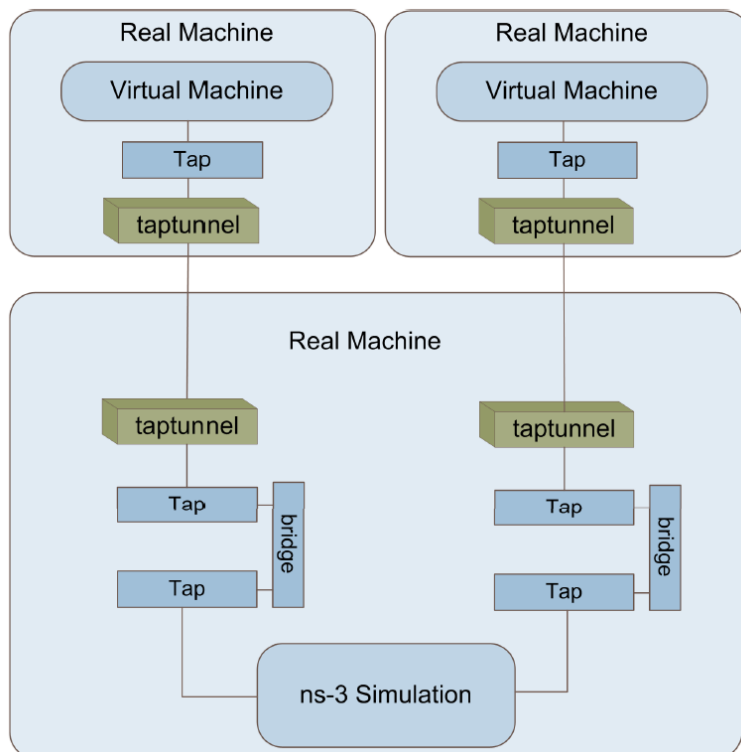 Real Machine
Virtual Machine
Tap
taptunnel
Real Machine
Virtual Machine
Tap
taptunnel
Real Machine
taptunnel
Tap
bridge
Tap
taptunnel
Tap
bridge
Tap
ns-3 Simulation